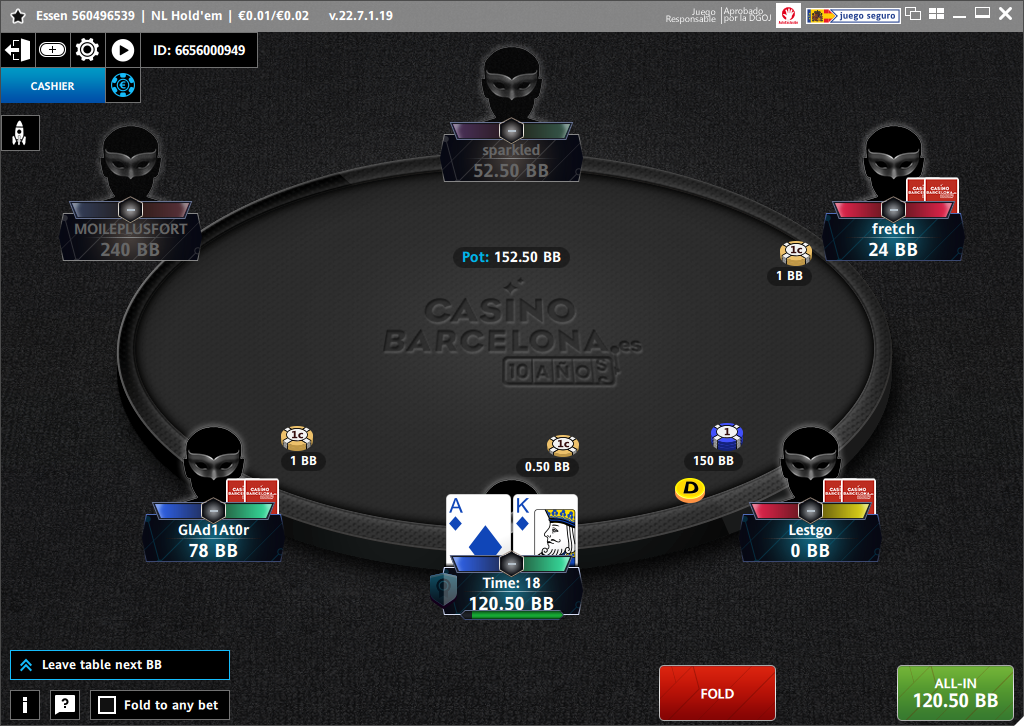 Essen 560496539 | NL Hold'em | €0.01/€0.02 v.22.7.1.19
Juego Responsable
Aprobado por la DGOJ
juego seguro
ID: 6656000949
CASHIER
sparkled
52.50 BB
MOILEPLUSFORT
240 BB
fretch
24 BB
Pot: 152.50 BB
1c
1 BB
CASINO
BARCELONA.es
10 AÑOS
1c
1 BB
1c
0.50 BB
1
150 BB
D
GlAd1At0r
78 BB
A
K
Time: 18
120.50 BB
Lestgo
0 BB
Leave table next BB
i
?
Fold to any bet
FOLD
ALL-IN
120.50 BB